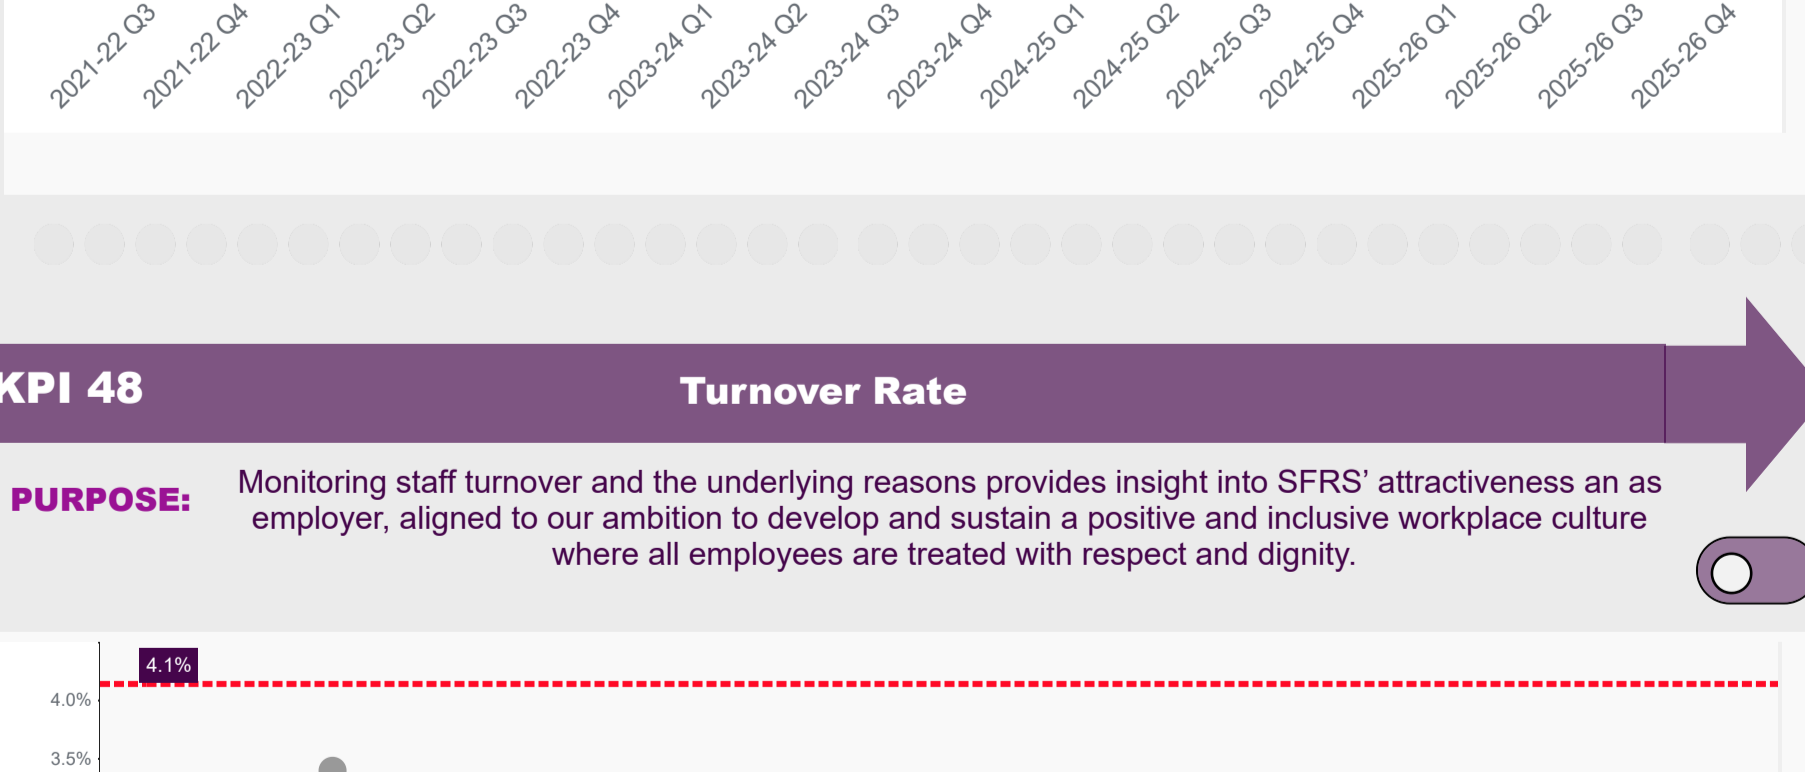 2021-22 Q3
2021-22 Q4
2022-23 Q1
2022-23 Q2
2022-23 Q3
2022-23 Q4
2023-24 Q1
2023-24 Q2
2023-24 Q3
2023-24 Q4
2024-25 Q1
2024-25 Q2
2024-25 Q3
2024-25 Q4
2025-26 Q1
2025-26 Q2
2025-26 Q3
2025-26 Q4
KPI 48
Turnover Rate
PURPOSE:
Monitoring staff turnover and the underlying reasons provides insight into SFRS’ attractiveness an as
employer, aligned to our ambition to develop and sustain a positive and inclusive workplace culture
where all employees are treated with respect and dignity.
4.1%
4.0%
3.5%